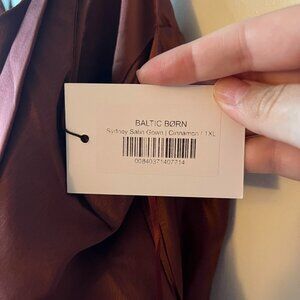 BALTIC BØRN
Sydney Satin Gown | Cinnamon / 1XL
00840371407714